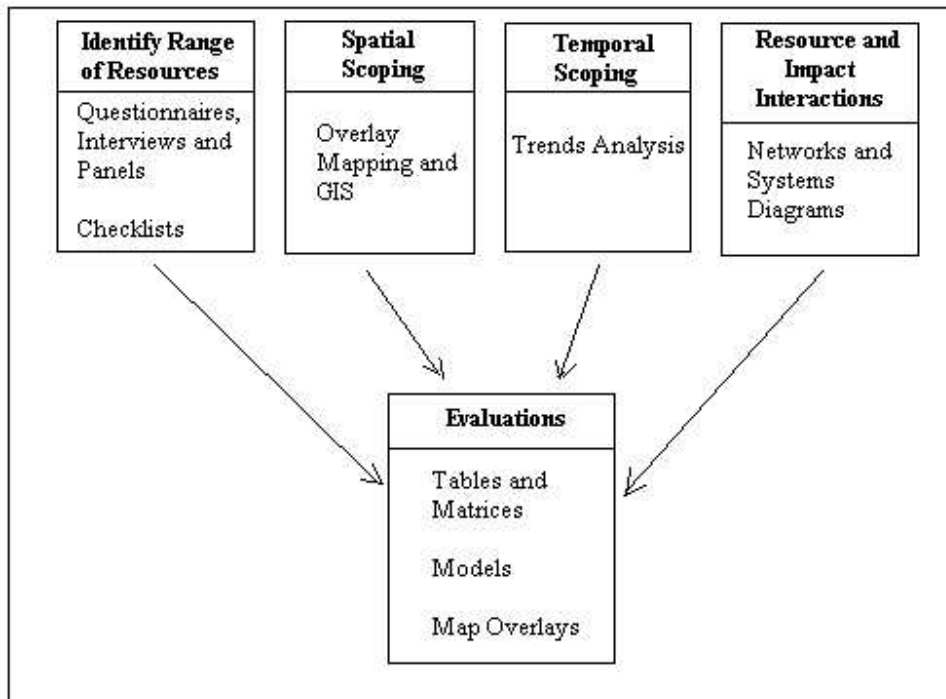 Identify Range
of Resources
Questionnaires,
Interviews and
Panels
Checklists
Spatial
Scoping
Overlay
Mapping and
GIS
Temporal
Scoping
Trends Analysis
Resource and
Impact
Interactions
Networks and
Systems
Diagrams
Evaluations
Tables and
Matrices
Models
Map Overlays